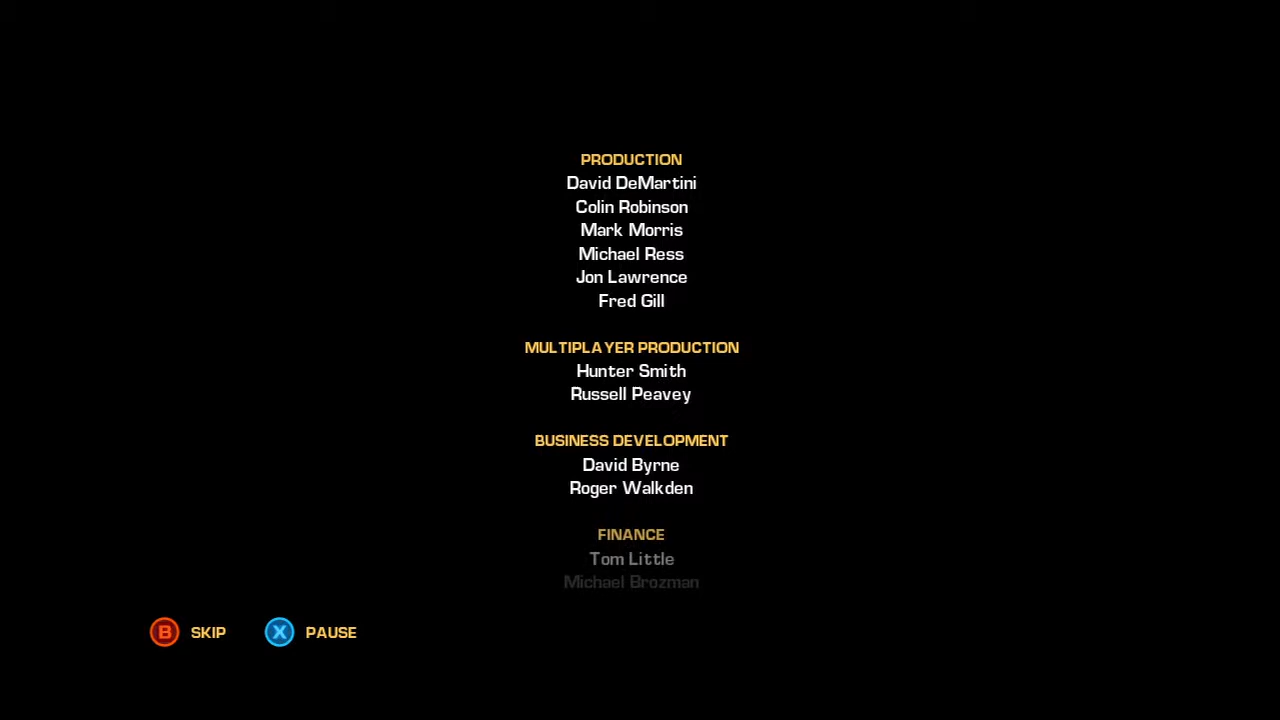 PRODUCTION
David DeMartini
Colin Robinson
Mark Morris
Michael Ress
Jon Lawrence
Fred Gill
MULTIPLAYER PRODUCTION
Hunter Smith
Russell Peavey
BUSINESS DEVELOPMENT
David Byrne
Roger Walkden
FINANCE
Tom Little
Michael Brozman
B SKIP X PAUSE